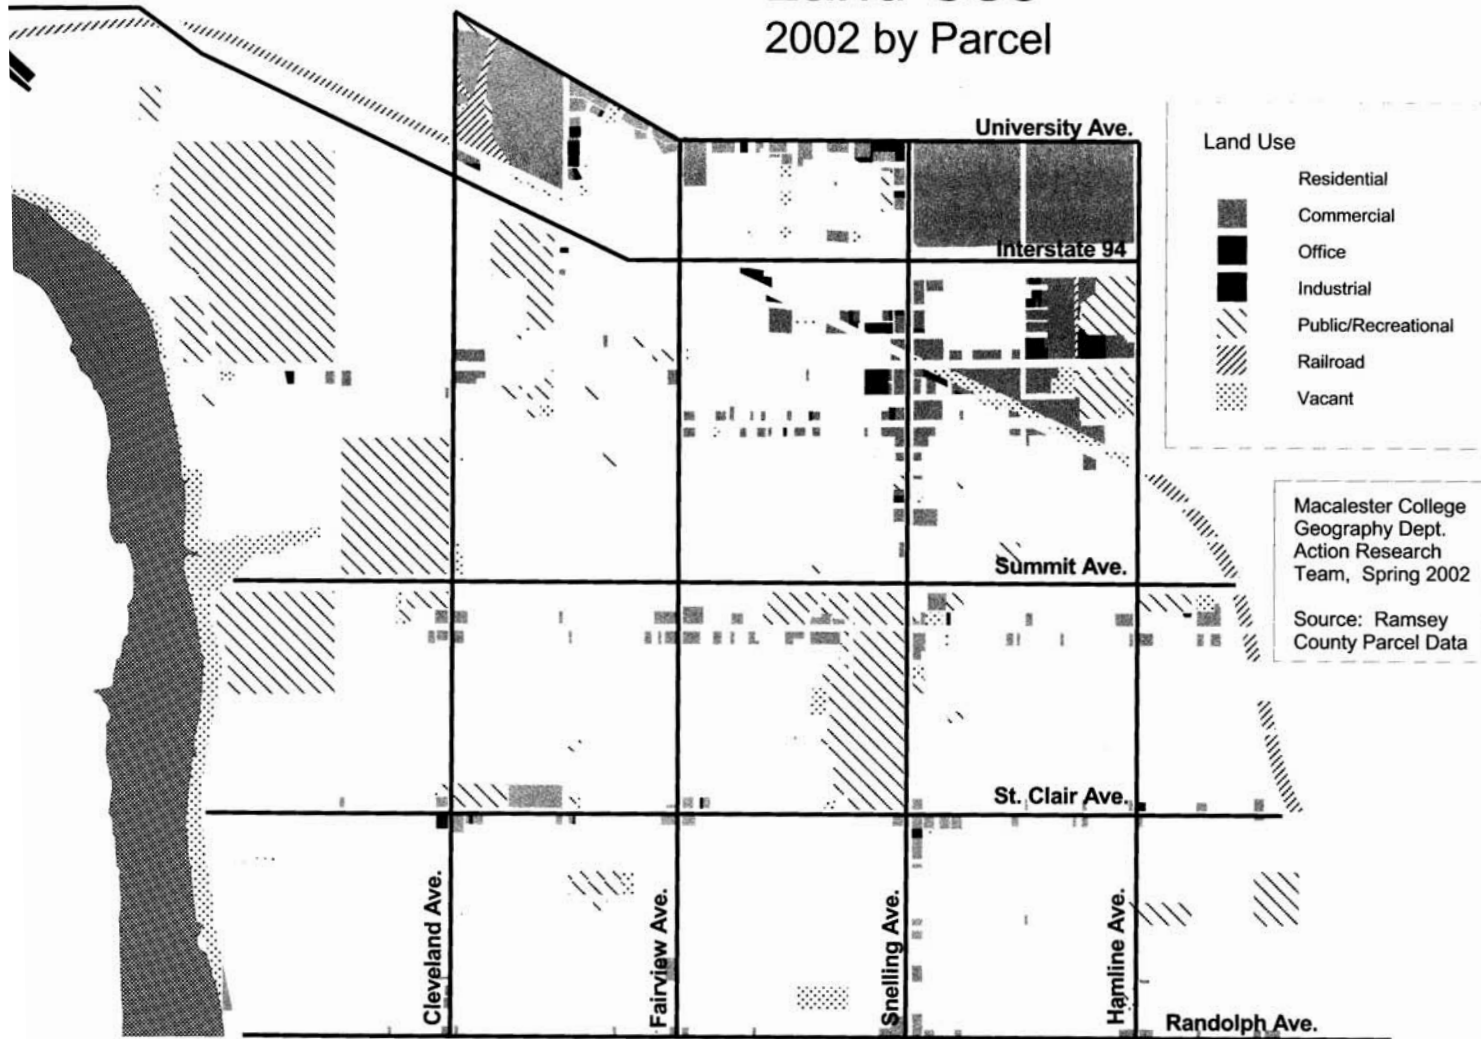 2002 by Parcel
University Ave.
Land Use
Residential
Commercial
Office
Industrial
Public/Recreational
Railroad
Vacant
Interstate 94
Macalester College
Geography Dept.
Action Research
Team, Spring 2002
Source: Ramsey
County Parcel Data
Summit Ave.
St. Clair Ave.
Cleveland Ave.
Fairview Ave.
Snelling Ave.
Hamline Ave.
Randolph Ave.